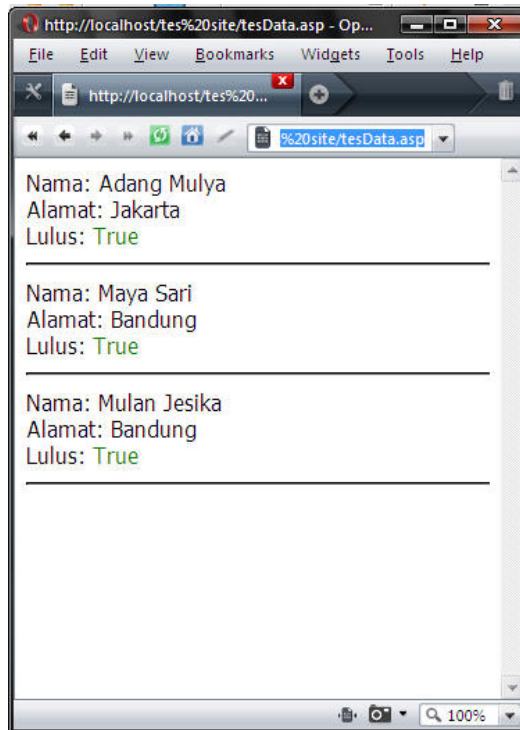 http://localhost/tes%20site/tesData.asp - Op...
File Edit View Bookmarks Widgets Tools Help
http://localhost/tes%20...
%20site/tesData.asp
Nama: Adang Mulya
Alamat: Jakarta
Lulus: True
Nama: Maya Sari
Alamat: Bandung
Lulus: True
Nama: Mulan Jesika
Alamat: Bandung
Lulus: True
100%